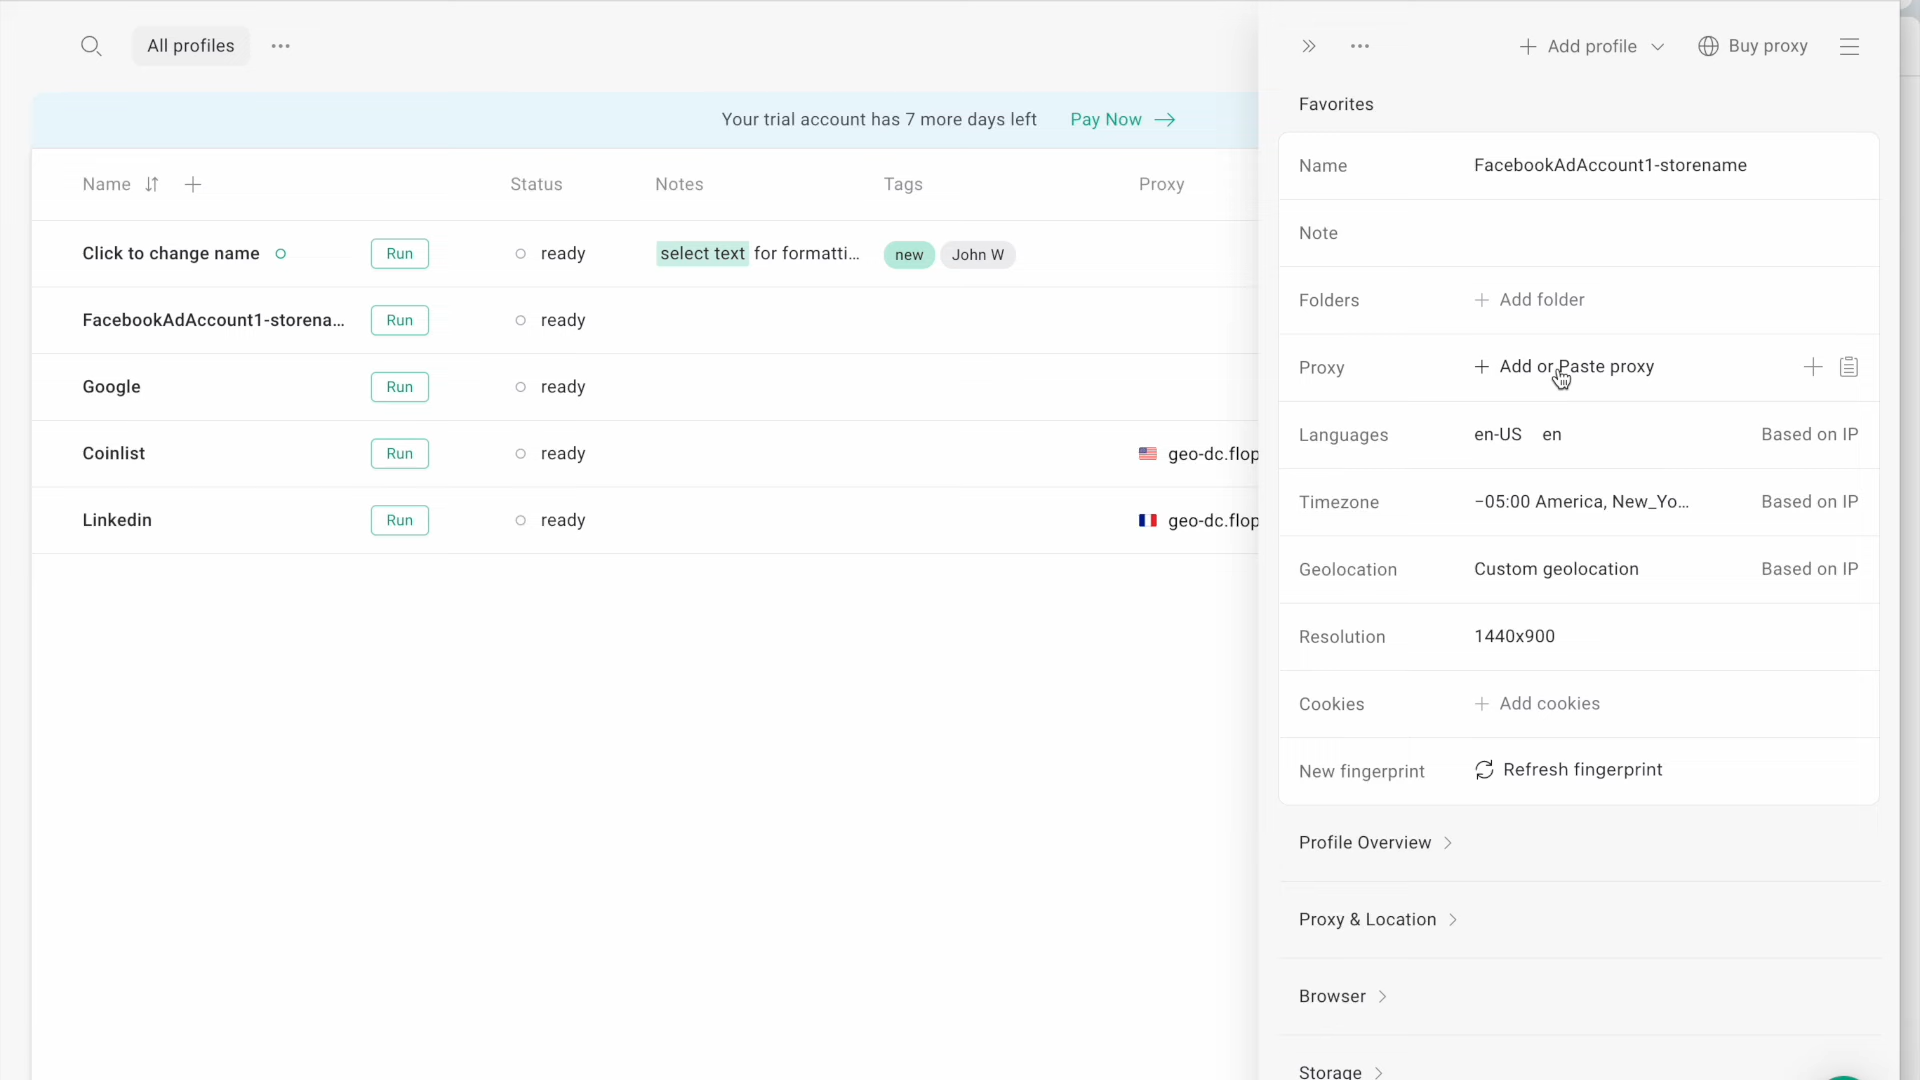 All profiles
Add profile
Buy proxy
Your trial account has 7 more days left
Pay Now
Name
Status
Notes
Tags
Proxy
Click to change name
Run
ready
select text for formatti...
new
John W
FacebookAdAccount1-storena...
Run
ready
Google
Run
ready
Coinlist
Run
ready
geo-dc.flop
Linkedin
Run
ready
geo-dc.flop
Favorites
Name
FacebookAdAccount1-storename
Note
Folders
Add folder
Proxy
Add or Paste proxy
Languages
en-US en
Based on IP
Timezone
−05:00 America, New_Yo...
Based on IP
Geolocation
Custom geolocation
Based on IP
Resolution
1440x900
Cookies
Add cookies
New fingerprint
Refresh fingerprint
Profile Overview
Proxy & Location
Browser
Storage